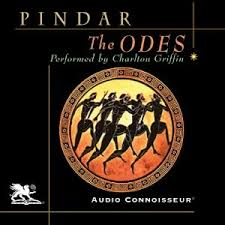 PINDAR
The ODES
Performed by Charlton Griffin
AUDIO CONNOISSEUR®